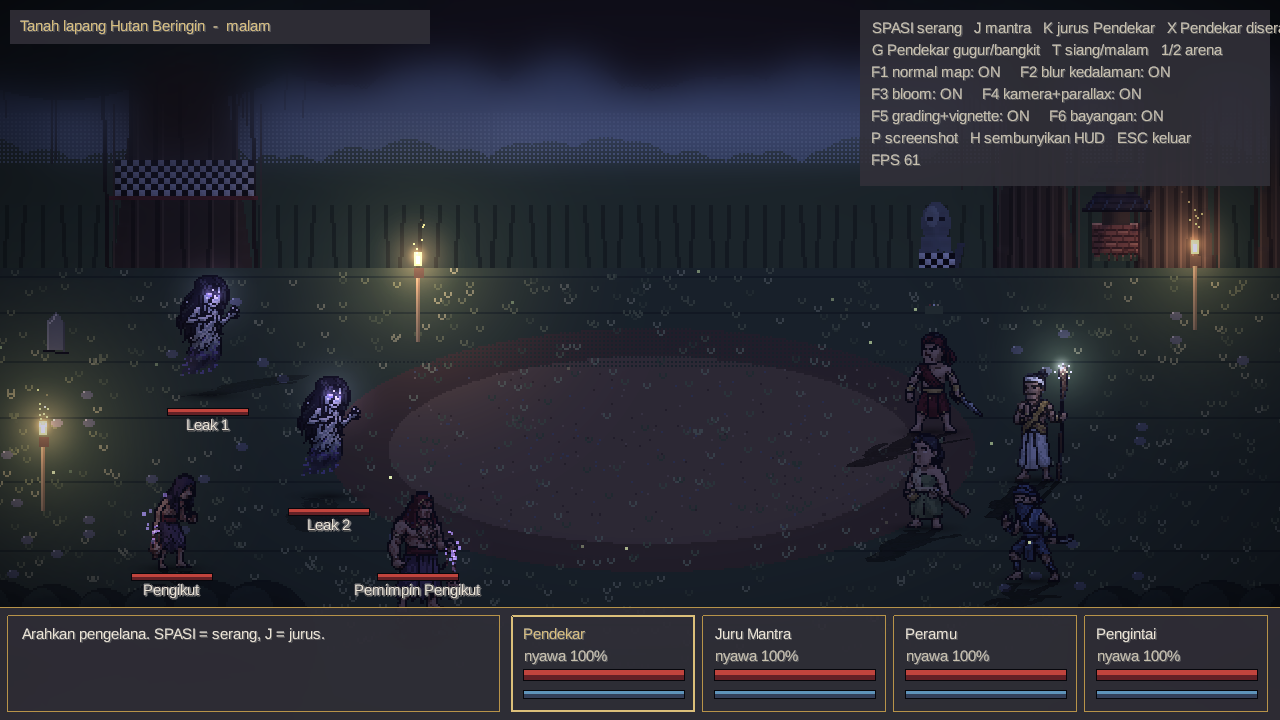 Tanah lapang Hutan Beringin - malam
SPASI serang J mantra K jurus Pendekar X Pendekar
G Pendekar gugur/bangkit T siang/malam 1/2 arena
F1 normal map: ON F2 blur kedalaman: ON
F3 bloom: ON F4 kamera+parallax: ON
F5 grading+vignette: ON F6 bayangan: ON
P screenshot H sembunyikan HUD ESC keluar
FPS 61
Leak 1
Leak 2
Pengikut
Pemimpin Pengikut
Arahkan pengelana. SPASI = serang, J = jurus.
Pendekar
nyawa 100%
Juru Mantra
nyawa 100%
Peramu
nyawa 100%
Pengintai
nyawa 100%